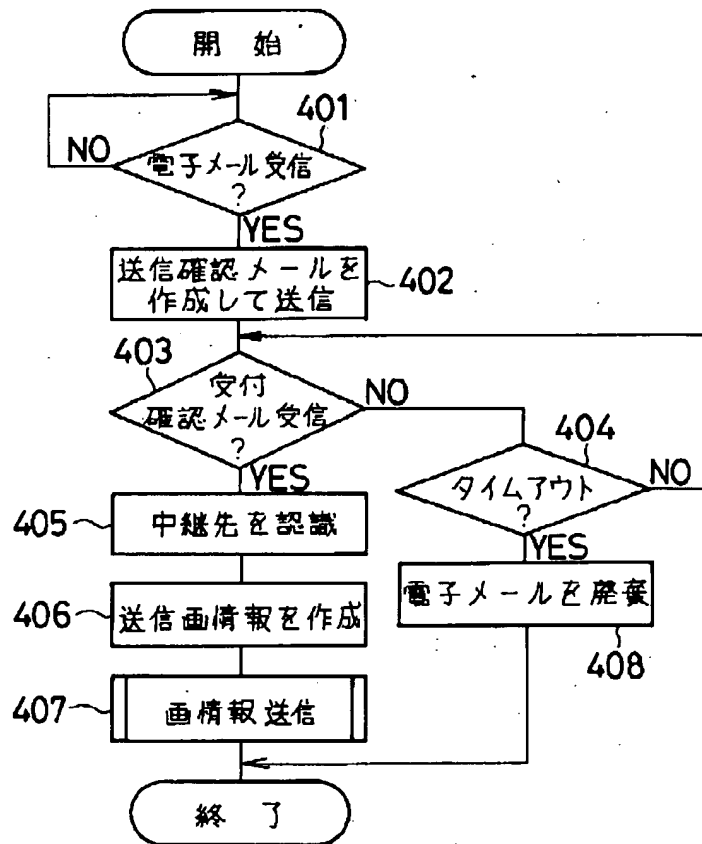 開始
401
NO
電子メール受信
?
YES
送信確認メールを
作成して送信
402
403
受付
確認メール受信
?
NO
YES
404
タイムアウト
?
NO
YES
405
中継先を認識
電子メールを廃棄
408
406
送信画情報を作成
407
画情報送信
終了